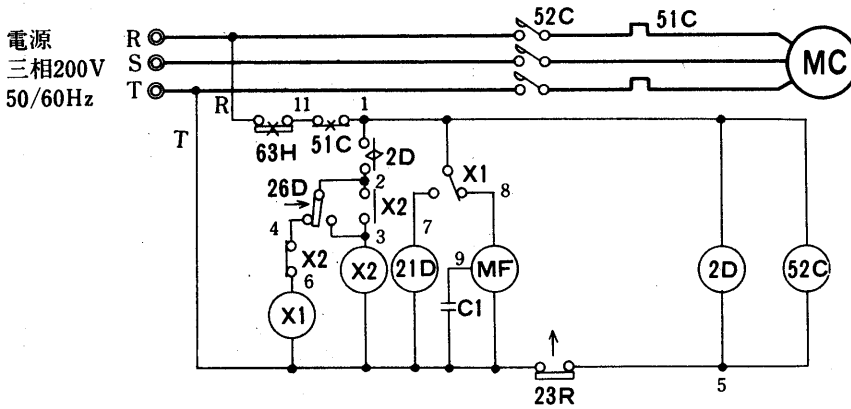 電源
三相200V
50/60Hz
R
S
T
52C
51C
MC
R
T
11
1
63H
51C
2D
2
26D
X2
X1
8
7
4
3
X2
6
X2
21D
9
MF
2D
52C
C1
X1
23R
5